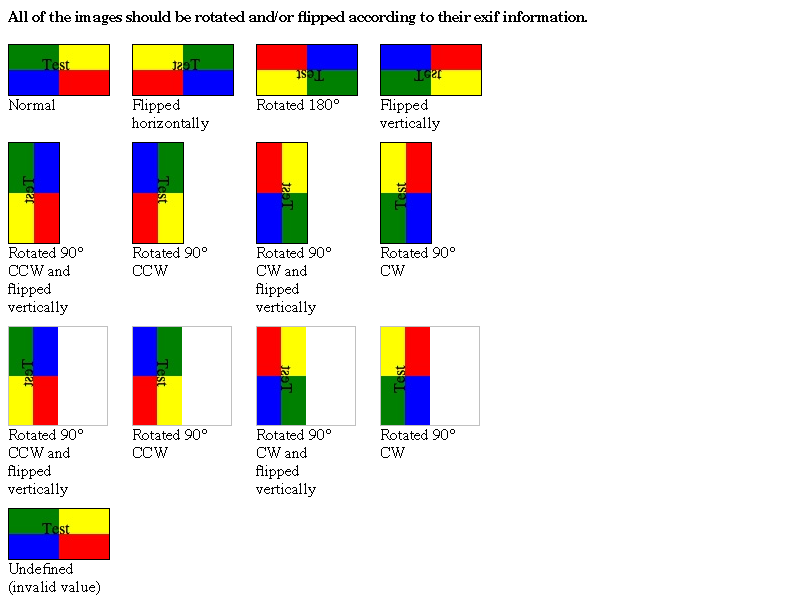 All of the images should be rotated and/or flipped according to their exif information.
Test
Test
Test
Test
Normal
Flipped
horizontally
Rotated 180°
Flipped
vertically
Test
Test
Test
Test
Rotated 90°
CCW and
flipped
vertically
Rotated 90°
CCW
Rotated 90°
CW and
flipped
vertically
Rotated 90°
CW
Test
Test
Test
Test
Rotated 90°
CCW and
flipped
vertically
Rotated 90°
CCW
Rotated 90°
CW and
flipped
vertically
Rotated 90°
CW
Test
Undefined
(invalid value)